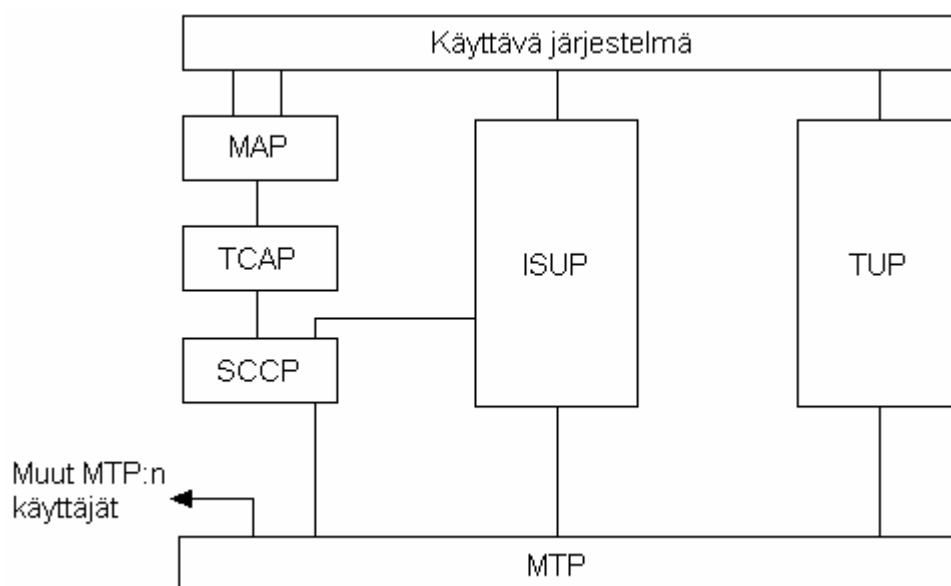 Käyttävä järjestelmä
MAP
ISUP
TUP
TCAP
SCCP
Muut MTP:n
käyttäjät
MTP